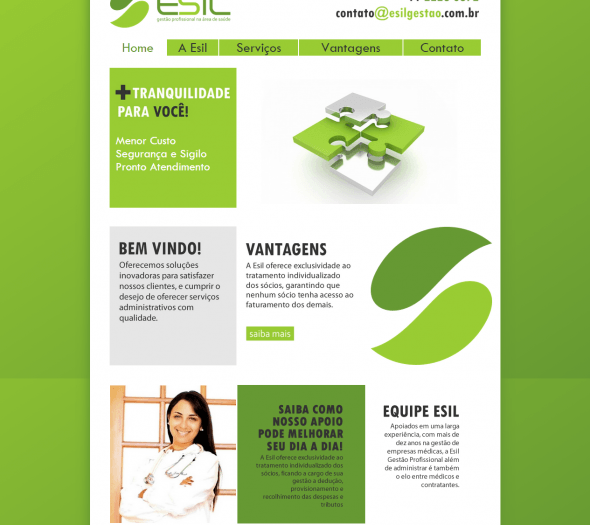 ESIL
gestão profissional na área de saúde
contato@esilgestao.com.br
Home
A Esil
Serviços
Vantagens
Contato
+TRANQUILIDADE
PARA VOCÊ!
Menor Custo
Segurança e Sigilo
Pronto Atendimento
BEM VINDO!
Oferecemos soluções
inovadoras para satisfazer
nossos clientes, e cumprir o
desejo de oferecer serviços
administrativos com
qualidade.
VANTAGENS
A Esil oferece exclusividade ao
tratamento individualizado
dos sócios, garantindo que
nenhum sócio tenha acesso ao
faturamento dos demais.
saiba mais
SAIBA COMO
NOSSO APOIO
PODE MELHORAR
SEU DIA A DIA!
A Esil oferece exclusividade ao
tratamento individualizado dos
sócios, ficando a cargo de sua
gestão a dedução,
provisionamento e
recolhimento das despesas e
tributos
EQUIPE ESIL
Apoiados em uma larga
experiência, com mais de
dez anos na gestão de
empresas médicas, a Esil
Gestão Profissional além
de administrar é também
o elo entre médicos e
contratantes.